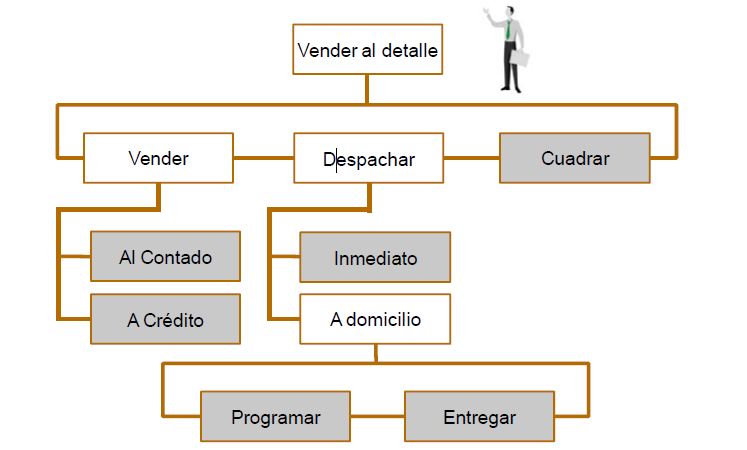 Vender al detalle
Vender
Despachar
Cuadrar
Al Contado
Inmediato
A Crédito
A domicilio
Programar
Entregar